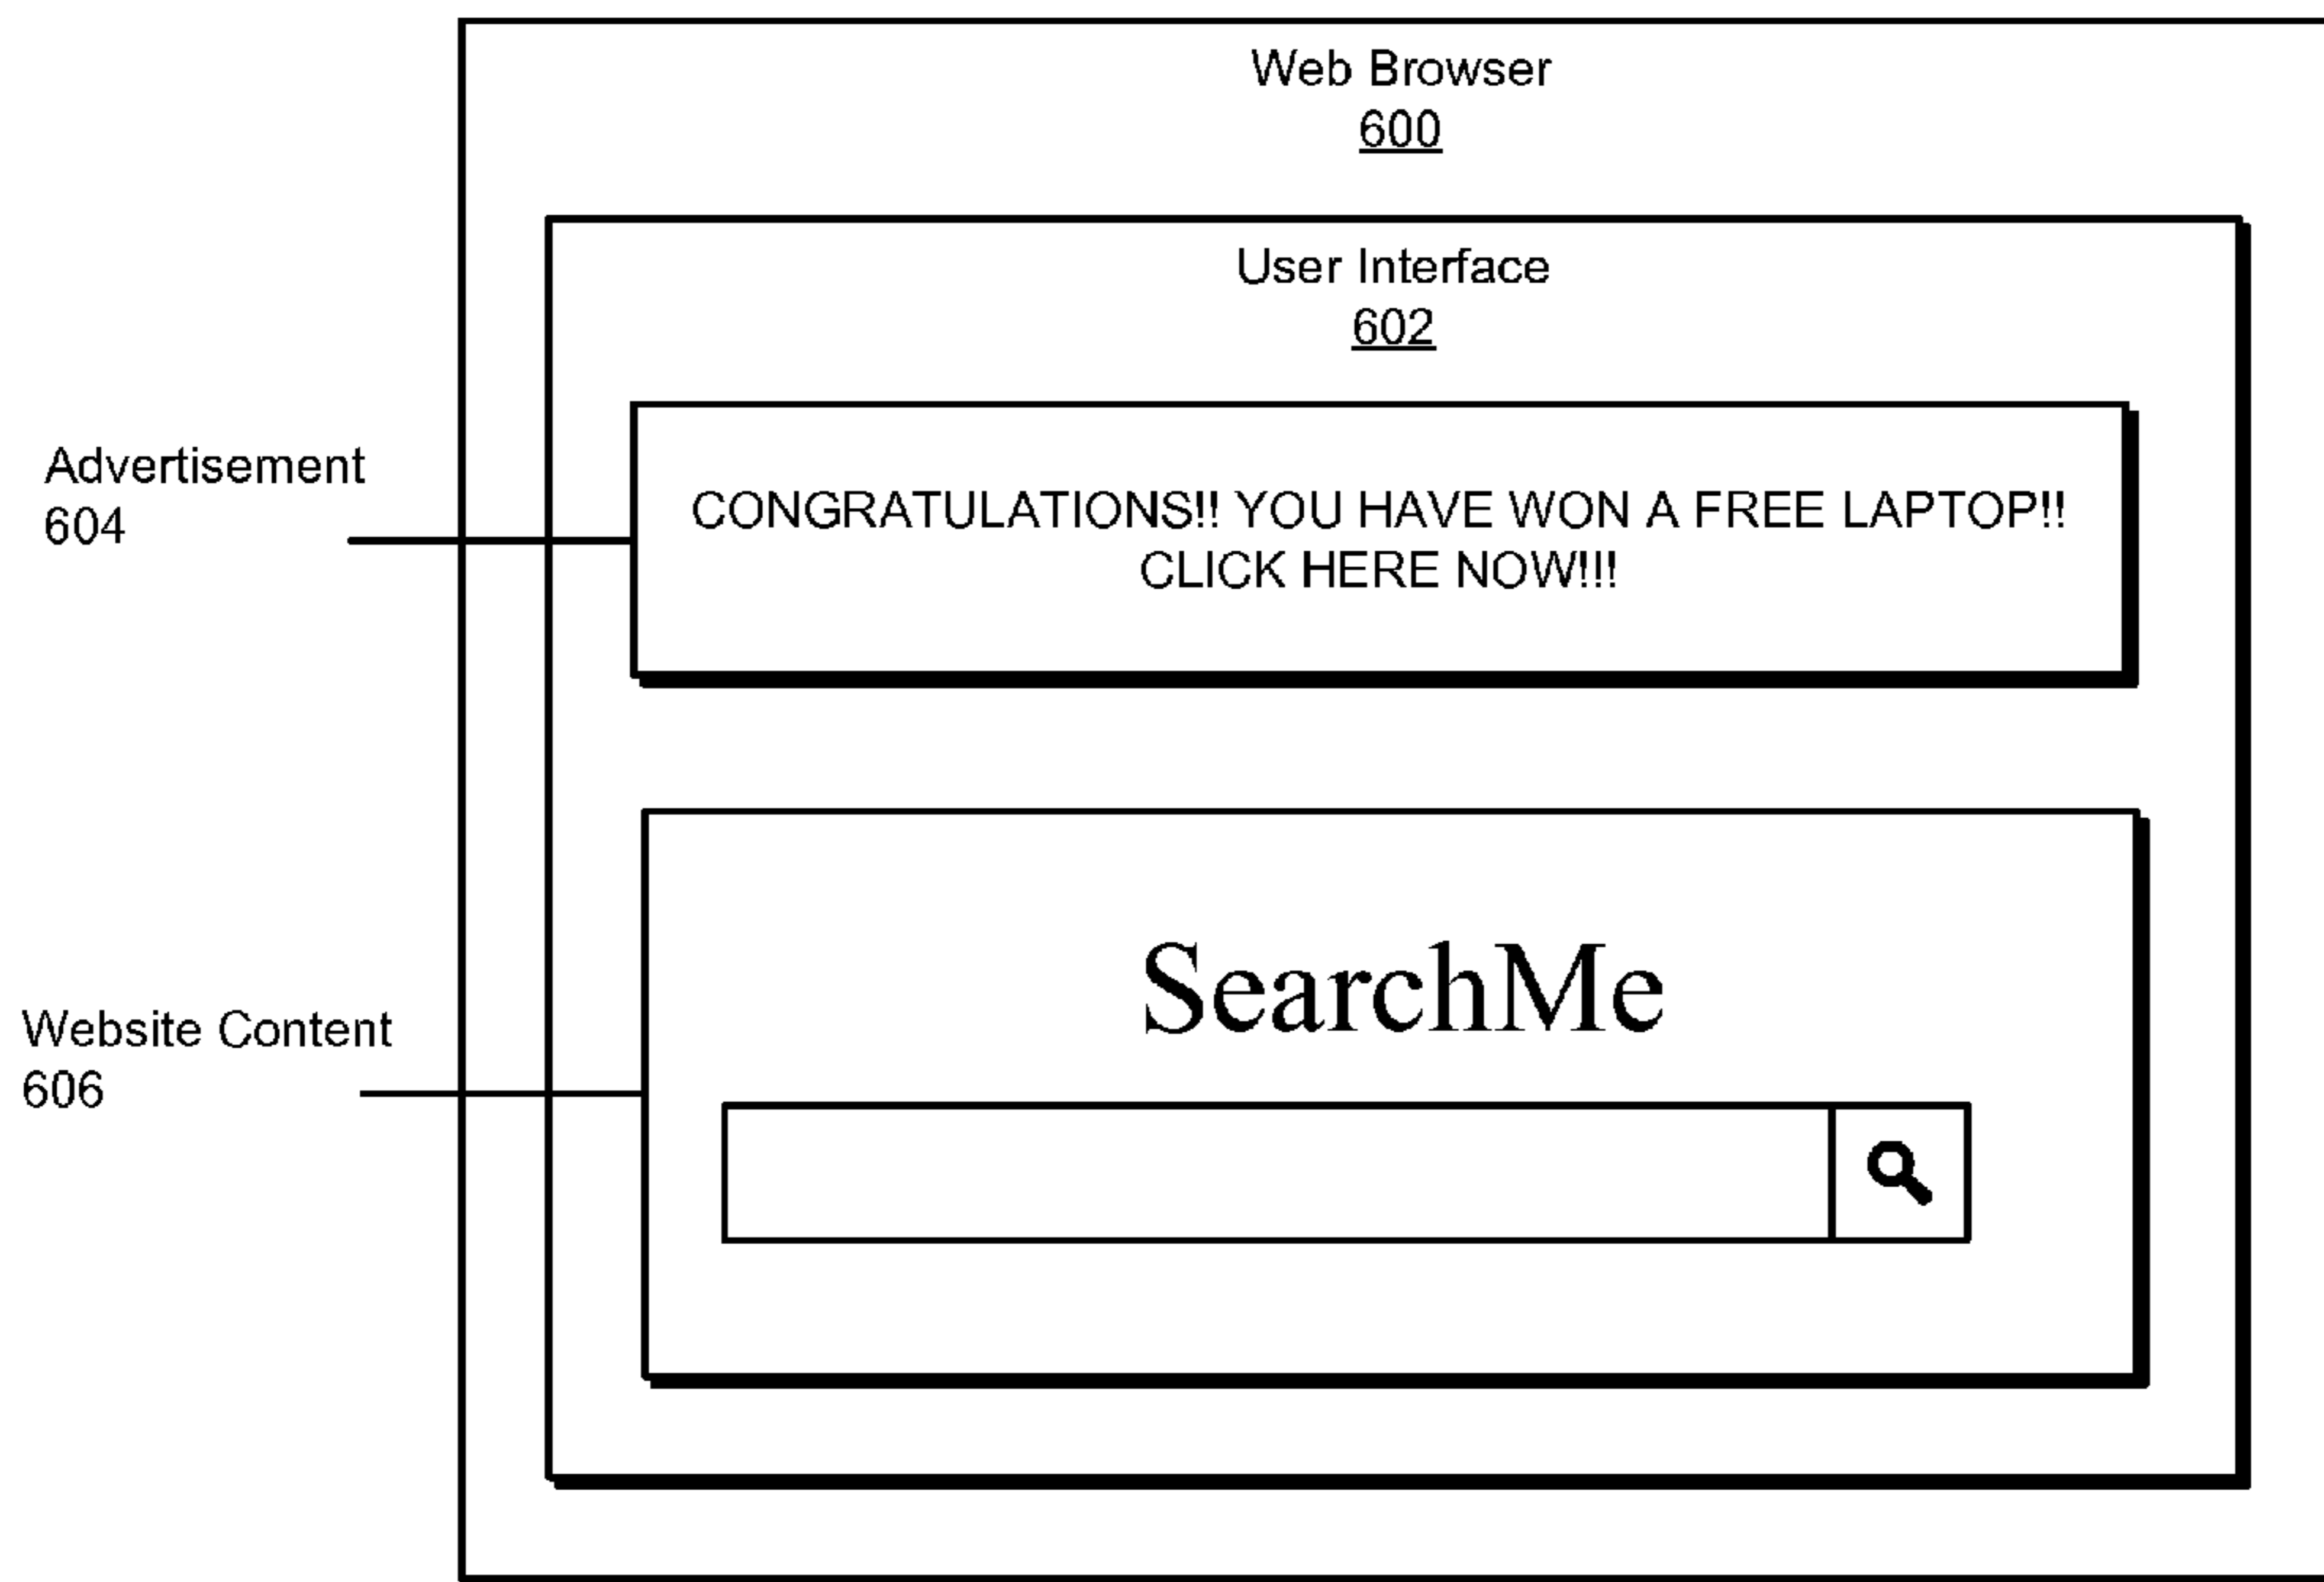 Web Browser
600
User Interface
602
Advertisement
604
CONGRATULATIONS!! YOU HAVE WON A FREE LAPTOP!!
CLICK HERE NOW!!!
SearchMe
Website Content
606